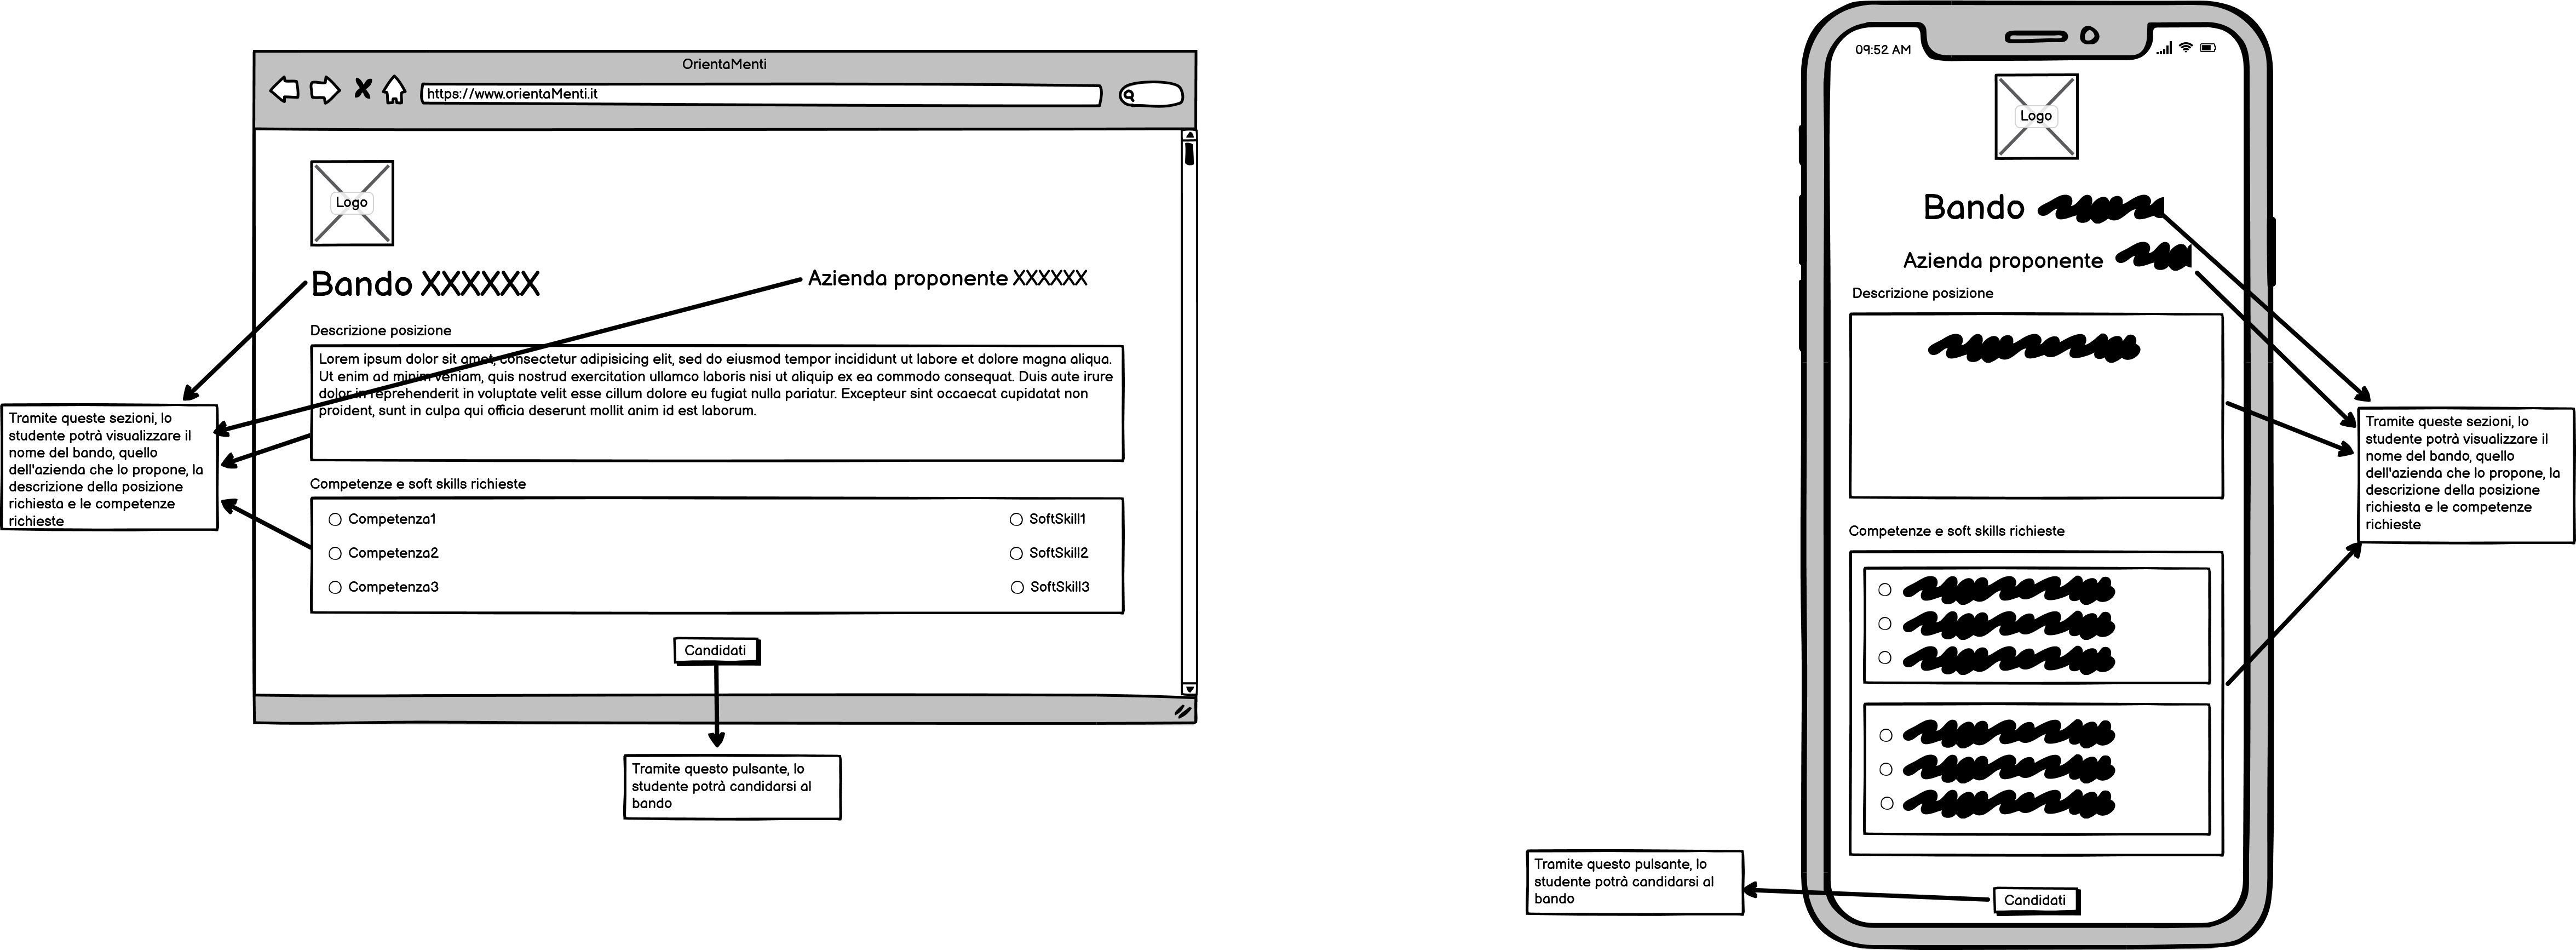 OrientaMenti
https://www.orientaMenti.it
Logo
Bando XXXXXX
Azienda proponente XXXXXX
Descrizione posizione
Lorem ipsum dolor sit amet, consectetur adipisicing elit, sed do eiusmod tempor incididunt ut labore et dolore magna aliqua.
Ut enim ad minim veniam, quis nostrud exercitation ullamco laboris nisi ut aliquip ex ea commodo consequat. Duis aute irure
dolor in reprehenderit in voluptate velit esse cillum dolore eu fugiat nulla pariatur. Excepteur sint occaecat cupidatat non
proident, sunt in culpa qui officia deserunt mollit anim id est laborum.
Tramite queste sezioni, lo
studente potrà visualizzare il
nome del bando, quello
dell'azienda che lo propone, la
descrizione della posizione
richiesta e le competenze
richieste
Competenze e soft skills richieste
Competenza1
SoftSkill1
Competenza2
SoftSkill2
Competenza3
SoftSkill3
Candidati
Tramite questo pulsante, lo
studente potrà candidarsi al
bando
09:52 AM
Logo
Bando
Azienda proponente
Descrizione posizione
Tramite queste sezioni, lo
studente potrà visualizzare il
nome del bando, quello
dell'azienda che lo propone, la
descrizione della posizione
richiesta e le competenze
richieste
Competenze e soft skills richieste
Tramite questo pulsante, lo
studente potrà candidarsi al
bando
Candidati